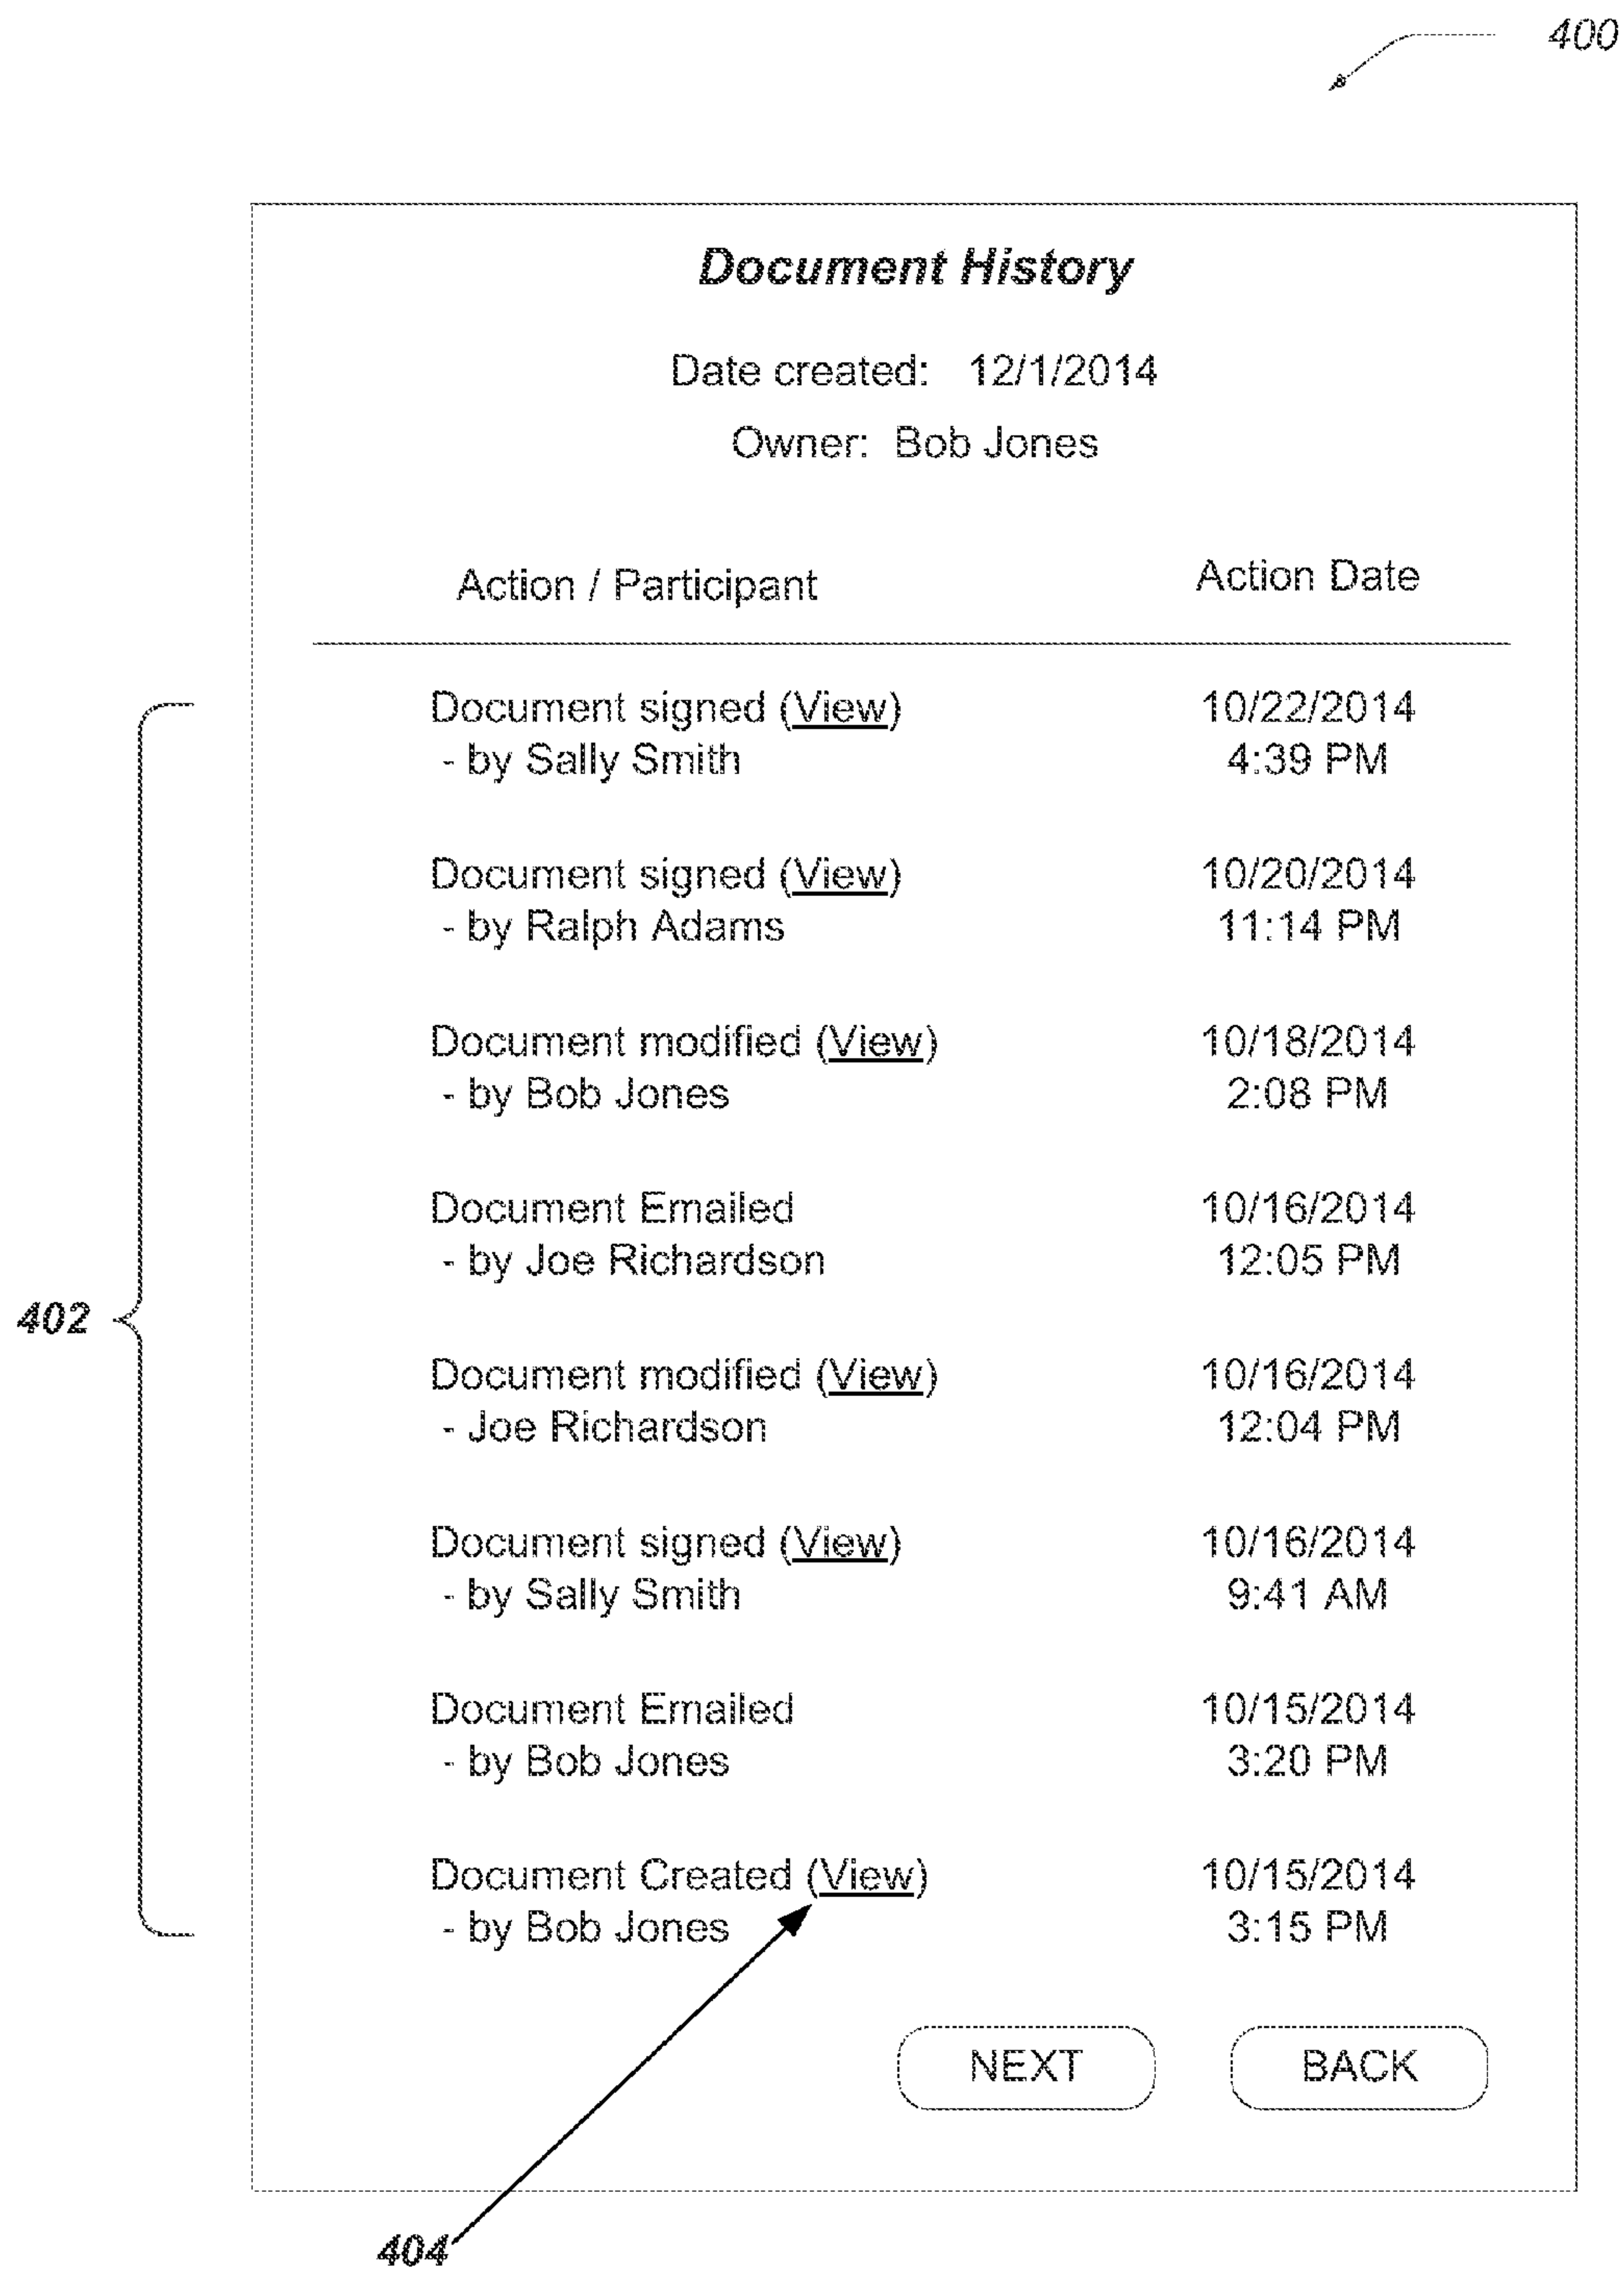 400
Document History
Date created: 12/1/2014
Owner: Bob Jones
Action / Participant Action Date
Document signed (View) 10/22/2014
- by Sally Smith 4:39 PM
Document signed (View) 10/20/2014
- by Ralph Adams 11:14 PM
Document modified (View) 10/18/2014
- by Bob Jones 2:08 PM
Document Emailed 10/16/2014
- by Joe Richardson 12:05 PM
402
Document modified (View) 10/16/2014
- Joe Richardson 12:04 PM
Document signed (View) 10/16/2014
- by Sally Smith 9:41 AM
Document Emailed 10/15/2014
- by Bob Jones 3:20 PM
Document Created (View) 10/15/2014
- by Bob Jones 3:15 PM
NEXT BACK
404